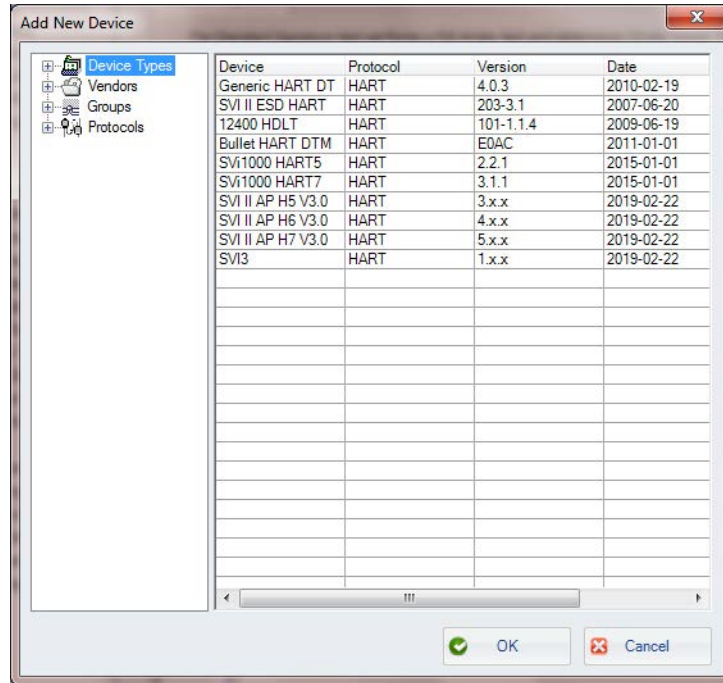 Add New Device
Device Types
Vendors
Groups
Protocols
Device Protocol Version Date
Generic HART DT HART 4.0.3 2010-02-19
SVI II ESD HART HART 203-3.1 2007-06-20
12400 HDLT HART 101-1.1.4 2009-06-19
Bullet HART DTM HART E0AC 2011-01-01
SVi1000 HART5 HART 2.2.1 2015-01-01
SVi1000 HART7 HART 3.1.1 2015-01-01
SVI II AP H5 V3.0 HART 3.x.x 2019-02-22
SVI II AP H6 V3.0 HART 4.x.x 2019-02-22
SVI II AP H7 V3.0 HART 5.x.x 2019-02-22
SVI3 HART 1.x.x 2019-02-22
OK Cancel